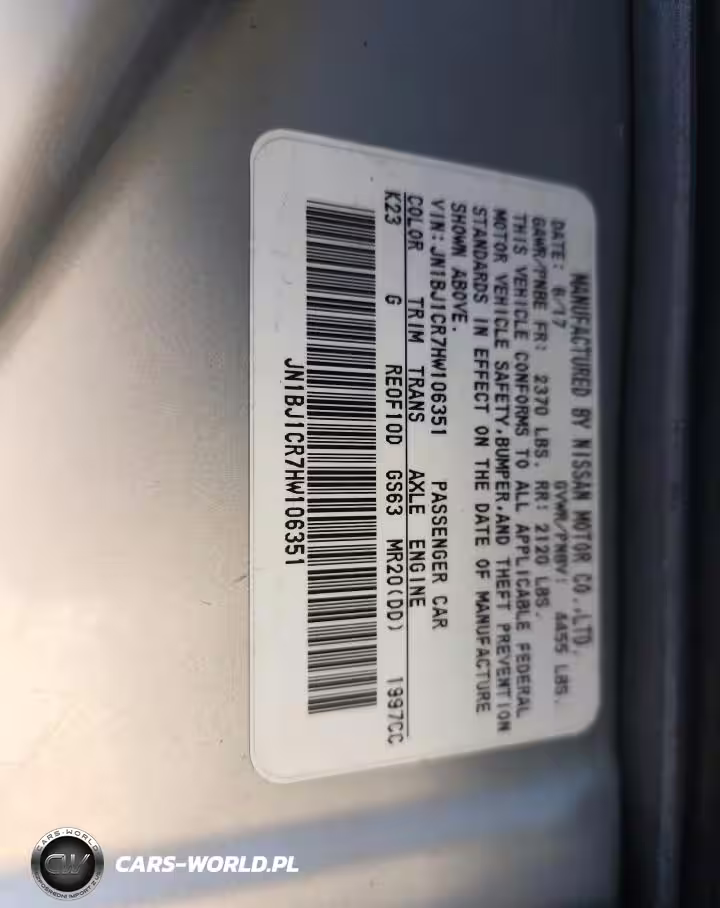 MANUFACTURED BY NISSAN MOTOR CO.,LTD.
DATE: 6/17 GVWR/PNBV: 4455 LBS.
GAWR/PNBE FR: 2370 LBS. RR: 2120 LBS.
THIS VEHICLE CONFORMS TO ALL APPLICABLE FEDERAL
MOTOR VEHICLE SAFETY,BUMPER,AND THEFT PREVENTION
STANDARDS IN EFFECT ON THE DATE OF MANUFACTURE
SHOWN ABOVE.
VIN:JN1BJ1CR7HW106351 PASSENGER CAR
COLOR TRIM TRANS AXLE ENGINE
K23 G RE0F10D GS63 MR20(DD) 1997CC
JN1BJ1CR7HW106351
CARS-WORLD
CW
CARS-WORLD.PL